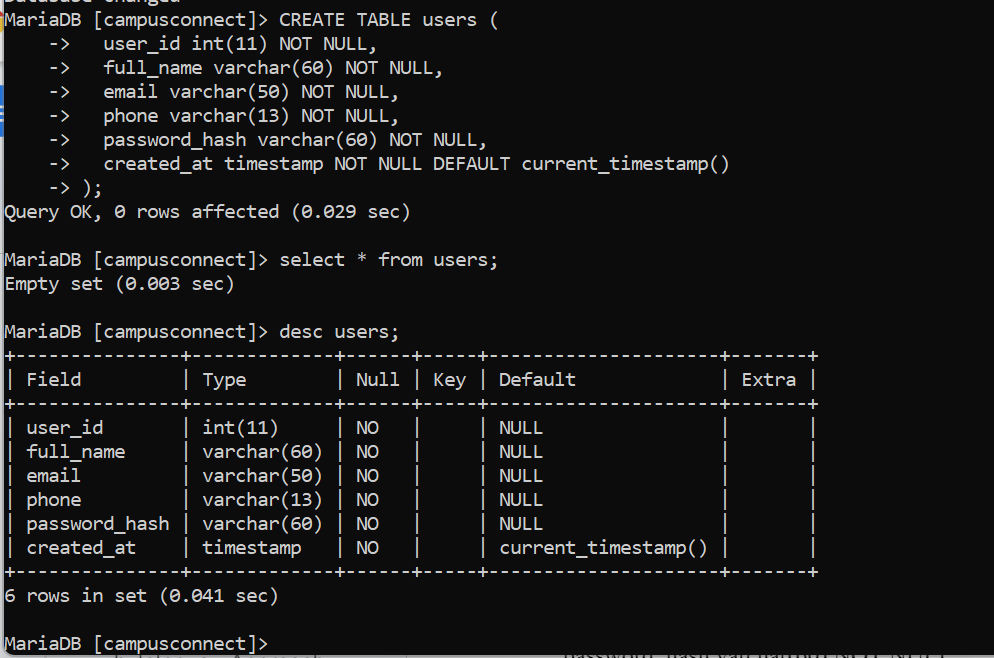 Database changed
MariaDB [campusconnect]> CREATE TABLE users (
    ->   user_id int(11) NOT NULL,
    ->   full_name varchar(60) NOT NULL,
    ->   email varchar(50) NOT NULL,
    ->   phone varchar(13) NOT NULL,
    ->   password_hash varchar(60) NOT NULL,
    ->   created_at timestamp NOT NULL DEFAULT current_timestamp()
    -> );
Query OK, 0 rows affected (0.029 sec)
MariaDB [campusconnect]> select * from users;
Empty set (0.003 sec)
MariaDB [campusconnect]> desc users;
+---------------+-------------+------+-----+---------------------+-------+
| Field         | Type        | Null | Key | Default             | Extra |
+---------------+-------------+------+-----+---------------------+-------+
| user_id       | int(11)     | NO   |     | NULL                |       |
| full_name     | varchar(60) | NO   |     | NULL                |       |
| email         | varchar(50) | NO   |     | NULL                |       |
| phone         | varchar(13) | NO   |     | NULL                |       |
| password_hash | varchar(60) | NO   |     | NULL                |       |
| created_at    | timestamp   | NO   |     | current_timestamp() |       |
+---------------+-------------+------+-----+---------------------+-------+
6 rows in set (0.041 sec)
MariaDB [campusconnect]>